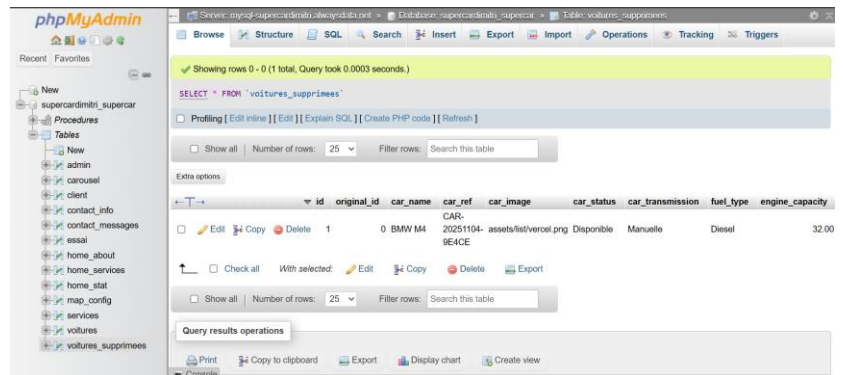 phpMyAdmin
Recent Favorites
New
supercardimitri_supercar
Procedures
Tables
New
admin
carousel
client
contact_info
contact_messages
essai
home_about
home_services
home_stat
map_config
services
voitures
voitures_supprimees
Server: mysql-supercardimitri.alwaysdata.net » Database: supercardimitri_supercar » Table: voitures_supprimees
Browse Structure SQL Search Insert Export Import Operations Tracking Triggers
Showing rows 0 - 0 (1 total, Query took 0.0003 seconds.)
SELECT * FROM `voitures_supprimees`
Profiling [ Edit inline ] [ Edit ] [ Explain SQL ] [ Create PHP code ] [ Refresh ]
Show all | Number of rows: 25 Filter rows: Search this table
Extra options
←T→ id original_id car_name car_ref car_image car_status car_transmission fuel_type engine_capacity
Edit Copy Delete 1 0 BMW M4 CAR-20251104-9E4CE assets/list/vercel.png Disponible Manuelle Diesel 32.00
Check all With selected: Edit Copy Delete Export
Show all | Number of rows: 25 Filter rows: Search this table
Query results operations
Print Copy to clipboard Export Display chart Create view
Console